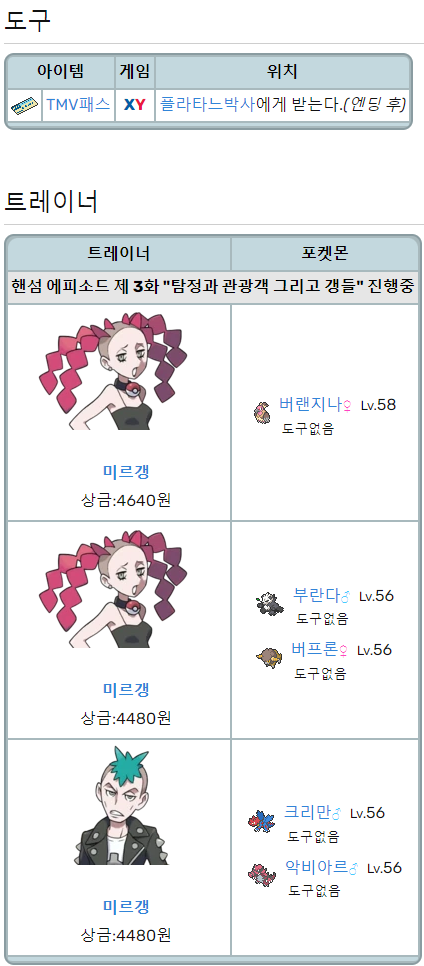 도구
아이템 게임 위치
TMV패스 XY 플라타느박사에게 받는다.(엔딩 후)
트레이너
트레이너 포켓몬
핸섬 에피소드 제 3화 "탐정과 관광객 그리고 갱들" 진행중
버랜지나♀ Lv.58
도구없음
미르갱
상금:4640원
부란다♂ Lv.56
도구없음
버프론♀ Lv.56
도구없음
미르갱
상금:4480원
크리만♂ Lv.56
도구없음
악비아르♂ Lv.56
도구없음
미르갱
상금:4480원